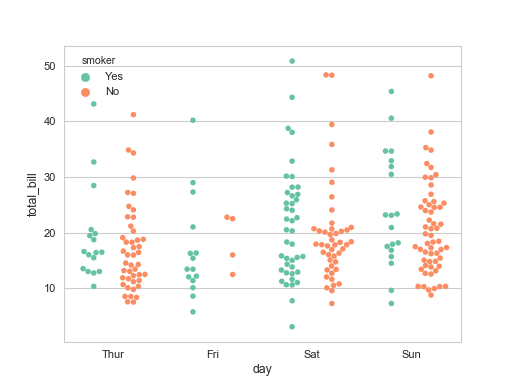 smoker
Yes
No
50
40
30
20
10
total_bill
Thur
Fri
Sat
Sun
day